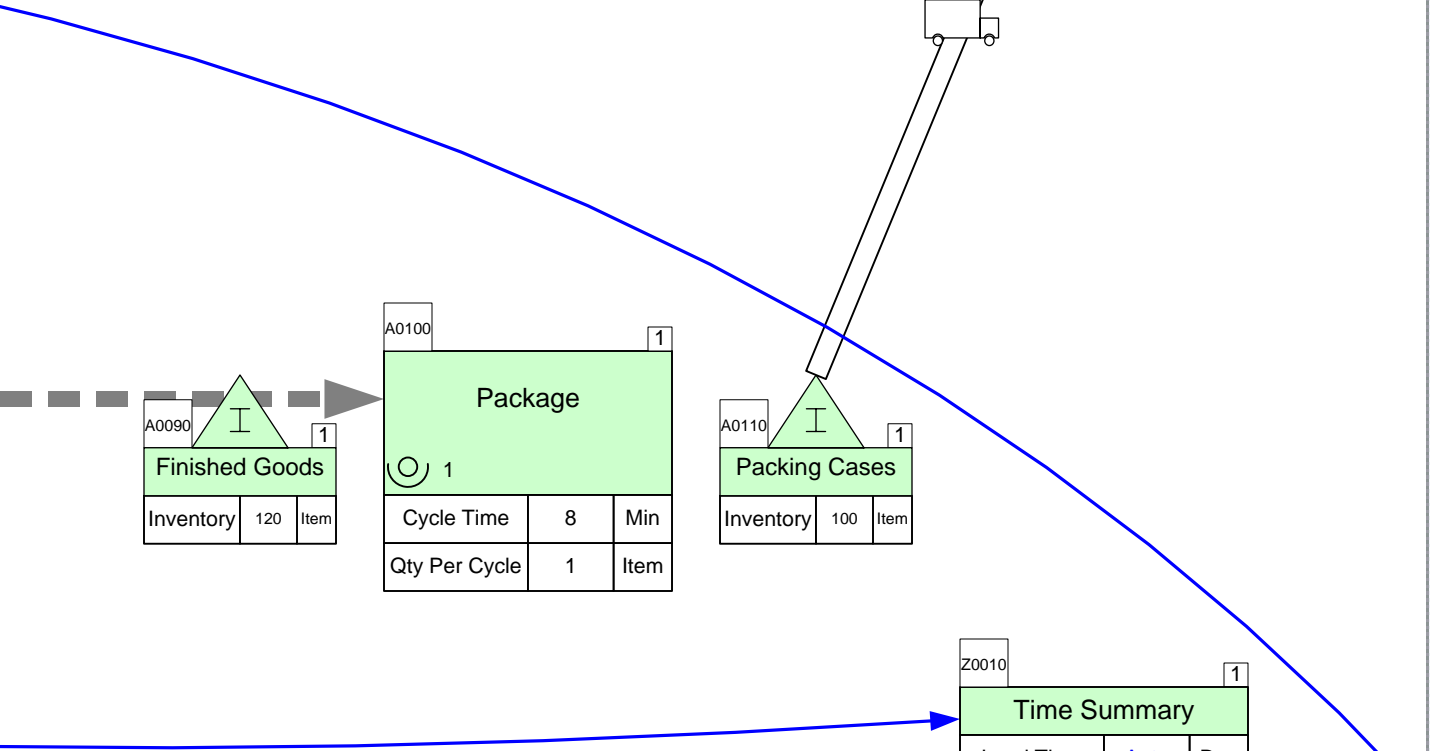 A0100
1
Package
1
Cycle Time 8 Min
Qty Per Cycle 1 Item
A0090
1
Finished Goods
Inventory 120 Item
A0110
1
Packing Cases
Inventory 100 Item
Z0010
1
Time Summary